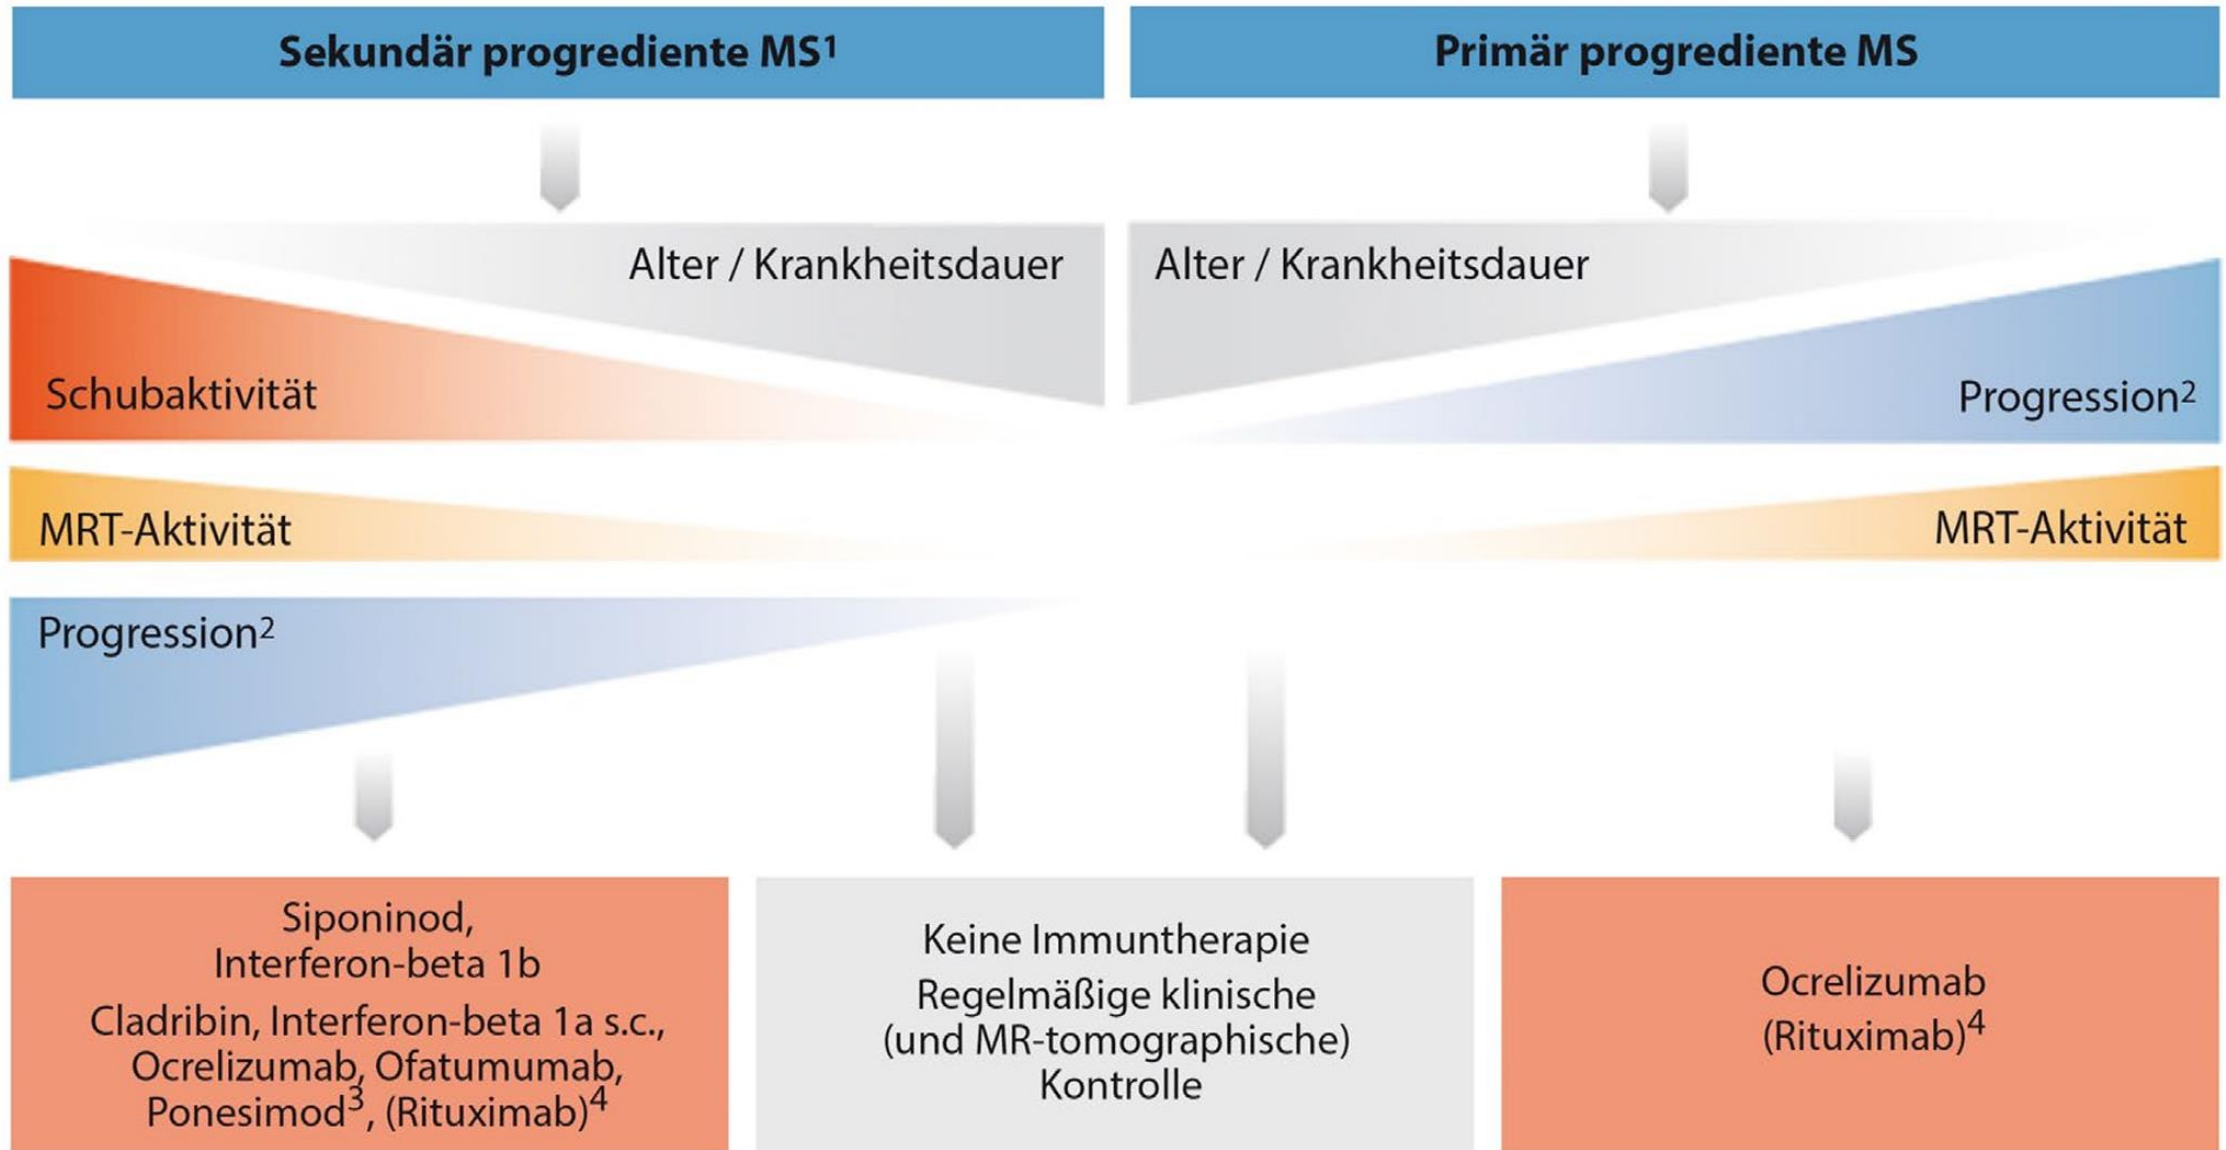 Sekundär progrediente MS¹
Primär progrediente MS
Alter / Krankheitsdauer
Alter / Krankheitsdauer
Schubaktivität
Progression²
MRT-Aktivität
MRT-Aktivität
Progression²
Siponinod,
Interferon-beta 1b
Cladribin, Interferon-beta 1a s.c.,
Ocrelizumab, Ofatumumab,
Ponesimod³, (Rituximab)⁴
Keine Immuntherapie
Regelmäßige klinische
(und MR-tomographische)
Kontrolle
Ocrelizumab
(Rituximab)⁴